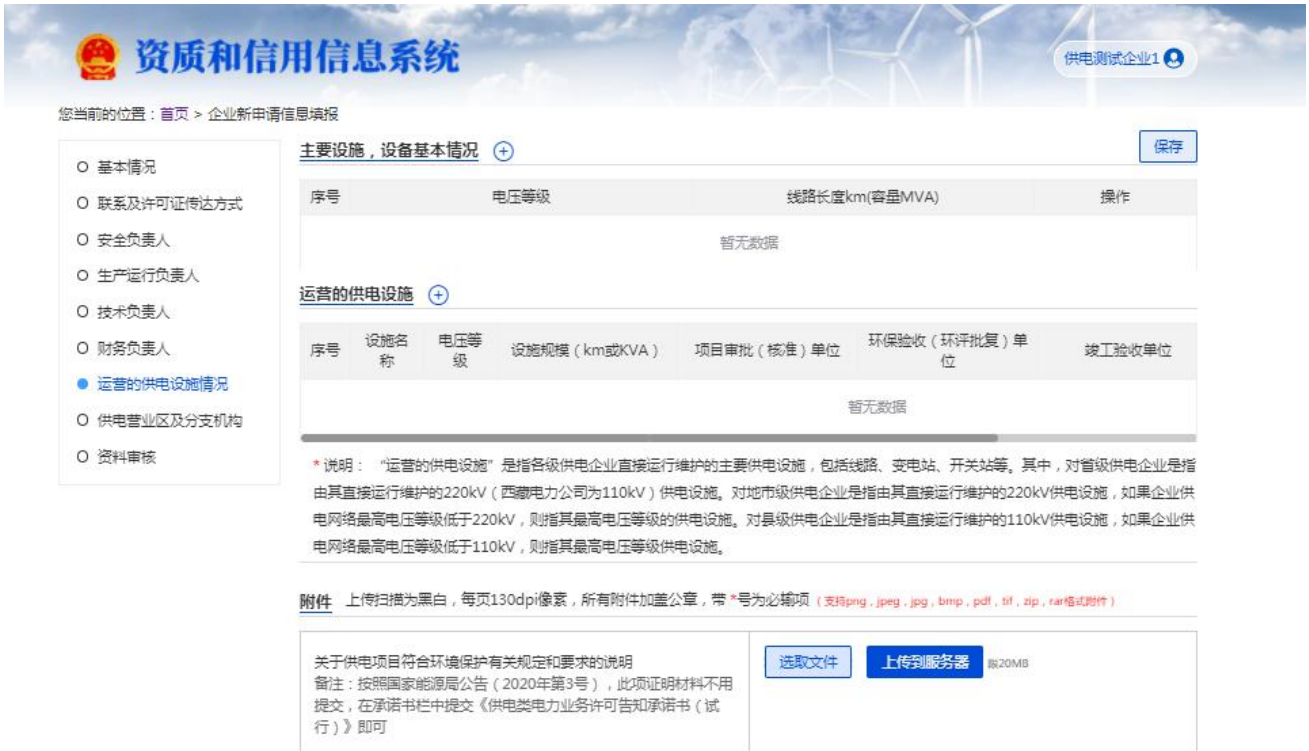 资质和信用信息系统
供电测试企业1
您当前的位置：首页 > 企业新申请信息填报
基本情况
联系及许可证传达方式
安全负责人
生产运行负责人
技术负责人
财务负责人
运营的供电设施情况
供电营业区及分支机构
资料审核
主要设施，设备基本情况
保存
序号 电压等级 线路长度km(容量MVA) 操作
暂无数据
运营的供电设施
序号 设施名称 电压等级 设施规模（km或KVA） 项目审批（核准）单位 环保验收（环评批复）单位 竣工验收单位
暂无数据
*说明： “运营的供电设施”是指各级供电企业直接运行维护的主要供电设施，包括线路、变电站、开关站等。其中，对省级供电企业是指
由其直接运行维护的220kV（西藏电力公司为110kV）供电设施。对地市级供电企业是指由其直接运行维护的220kV供电设施，如果企业供
电网络最高电压等级低于220kV，则指其最高电压等级的供电设施。对县级供电企业是指由其直接运行维护的110kV供电设施，如果企业供
电网络最高电压等级低于110kV，则指其最高电压等级供电设施。
附件 上传扫描为黑白，每页130dpi像素，所有附件加盖公章，带 *号为必输项（支持png，jpeg，jpg，bmp，pdf，tif，zip，rar格式附件）
关于供电项目符合环境保护有关规定和要求的说明
备注：按照国家能源局公告（2020年第3号），此项证明材料不用
提交，在承诺书栏中提交《供电类电力业务许可告知承诺书（试
行）》即可
选取文件 上传到服务器 限20MB